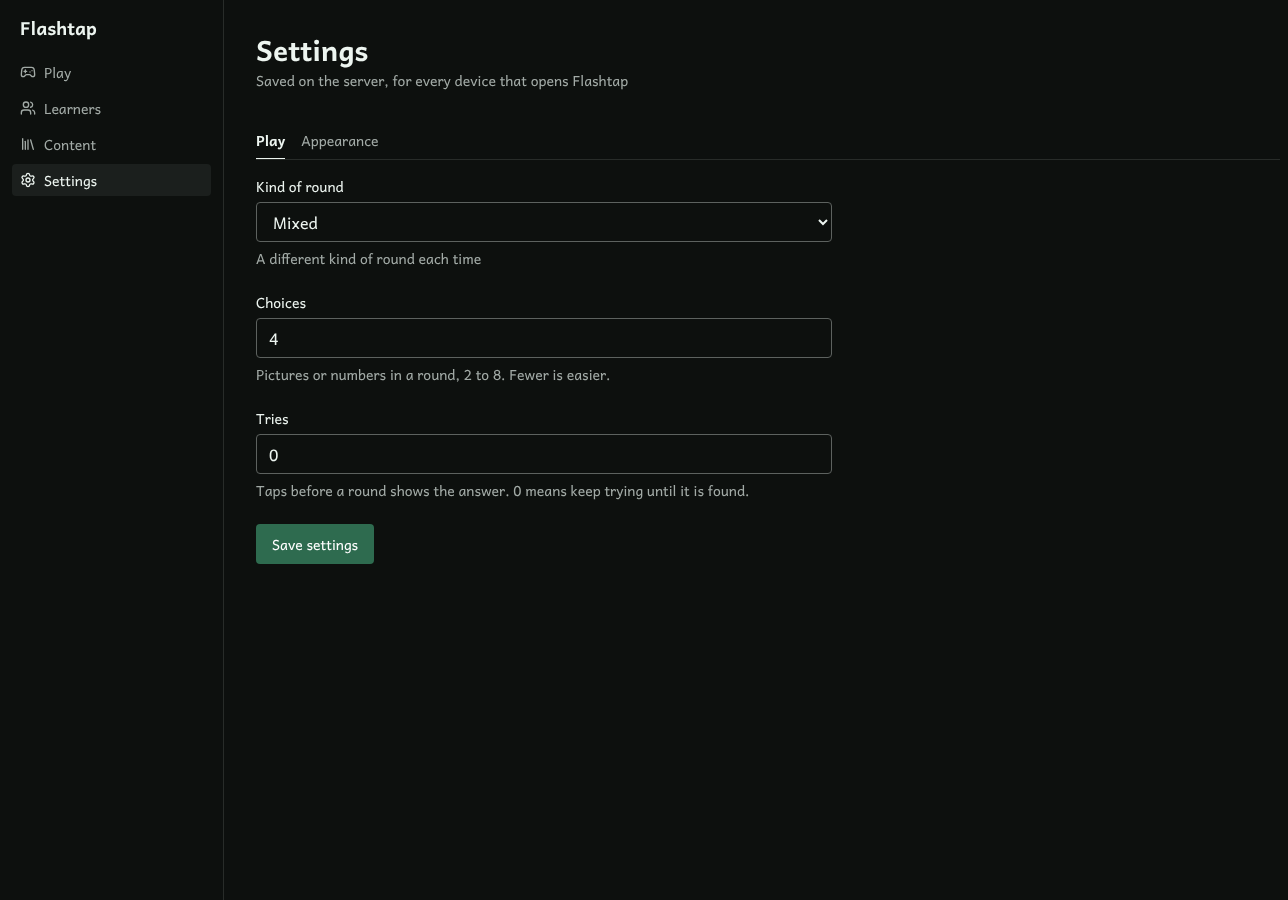 Flashtap
Play
Learners
Content
Settings
Settings
Saved on the server, for every device that opens Flashtap
Play
Appearance
Kind of round
Mixed
A different kind of round each time
Choices
4
Pictures or numbers in a round, 2 to 8. Fewer is easier.
Tries
0
Taps before a round shows the answer. 0 means keep trying until it is found.
Save settings